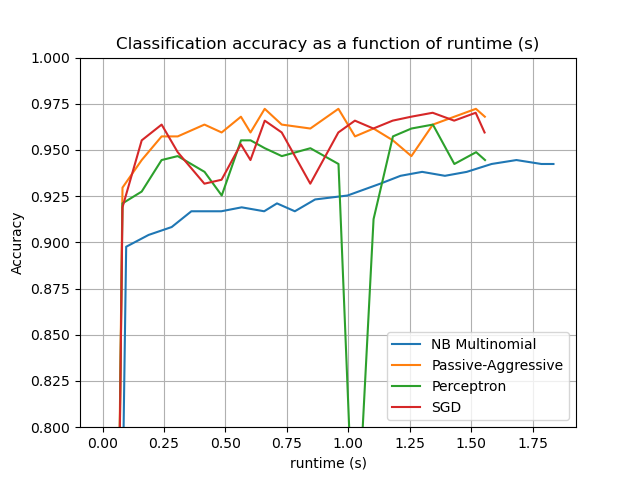 Classification accuracy as a function of runtime (s)
1.000
0.975
0.950
0.925
0.900
0.875
0.850
0.825
0.800
Accuracy
NB Multinomial
Passive-Aggressive
Perceptron
SGD
0.00 0.25 0.50 0.75 1.00 1.25 1.50 1.75
runtime (s)